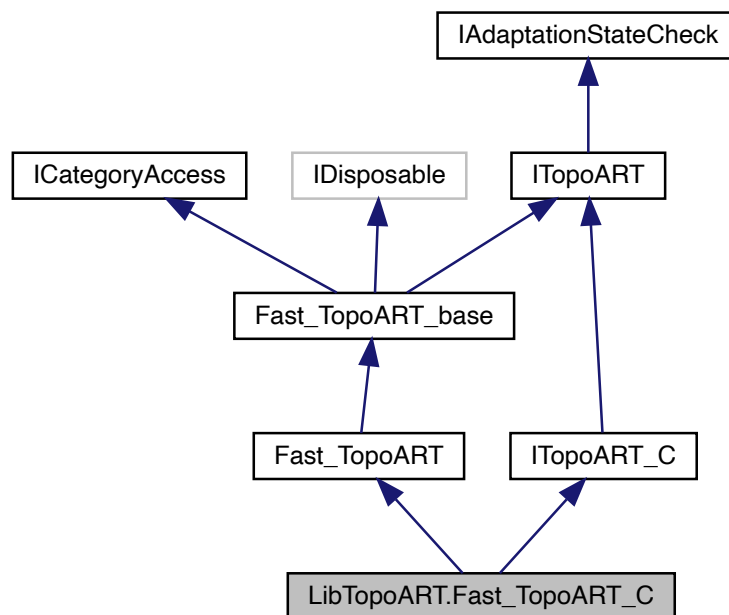 IAdaptationStateCheck
ICategoryAccess
IDisposable
ITopoART
Fast_TopoART_base
Fast_TopoART
ITopoART_C
LibTopoART.Fast_TopoART_C